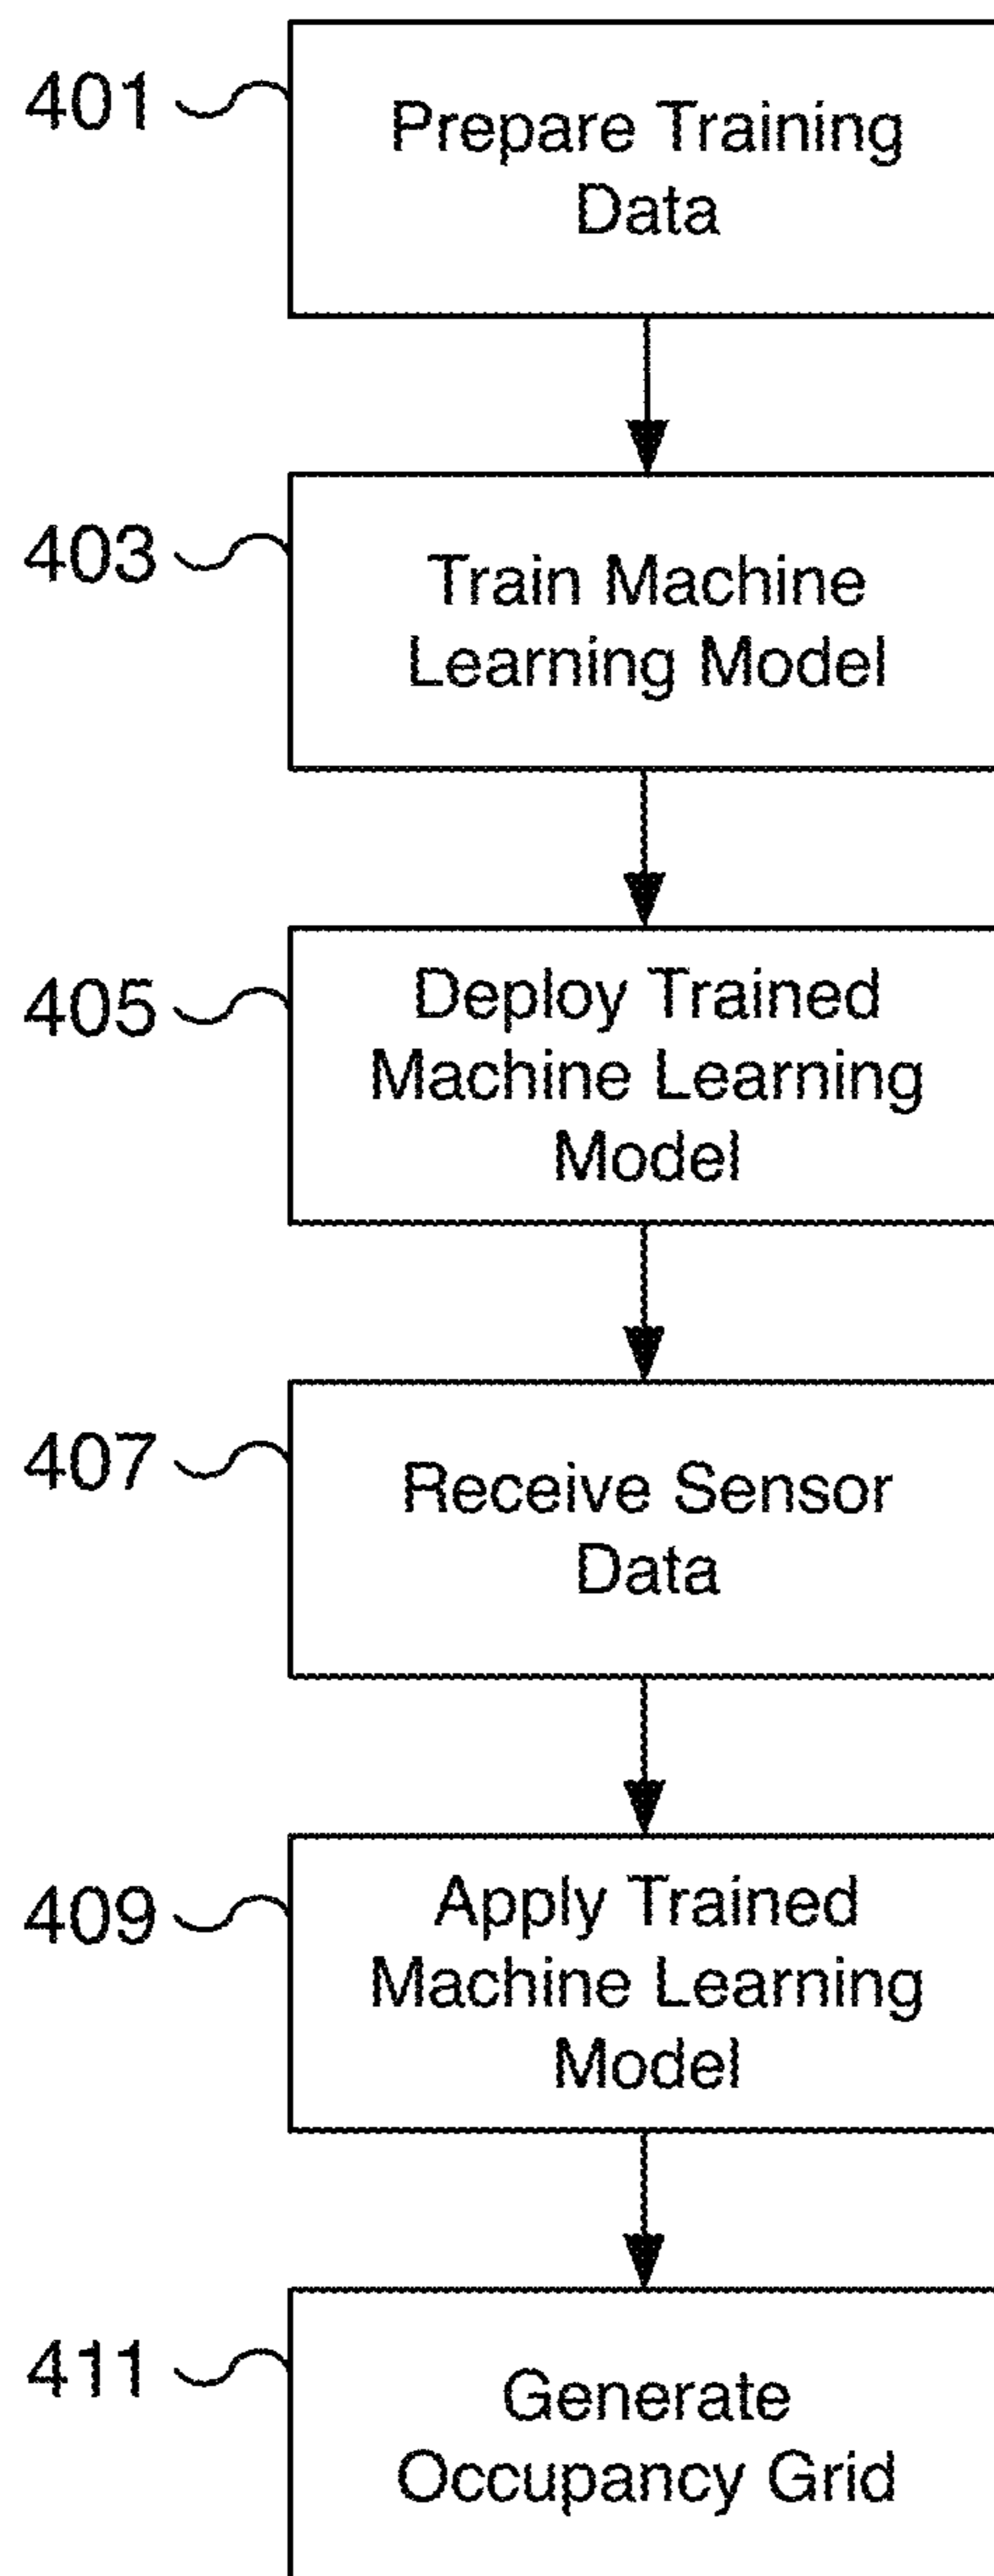 401
Prepare Training
Data
403
Train Machine
Learning Model
405
Deploy Trained
Machine Learning
Model
407
Receive Sensor
Data
409
Apply Trained
Machine Learning
Model
411
Generate
Occupancy Grid